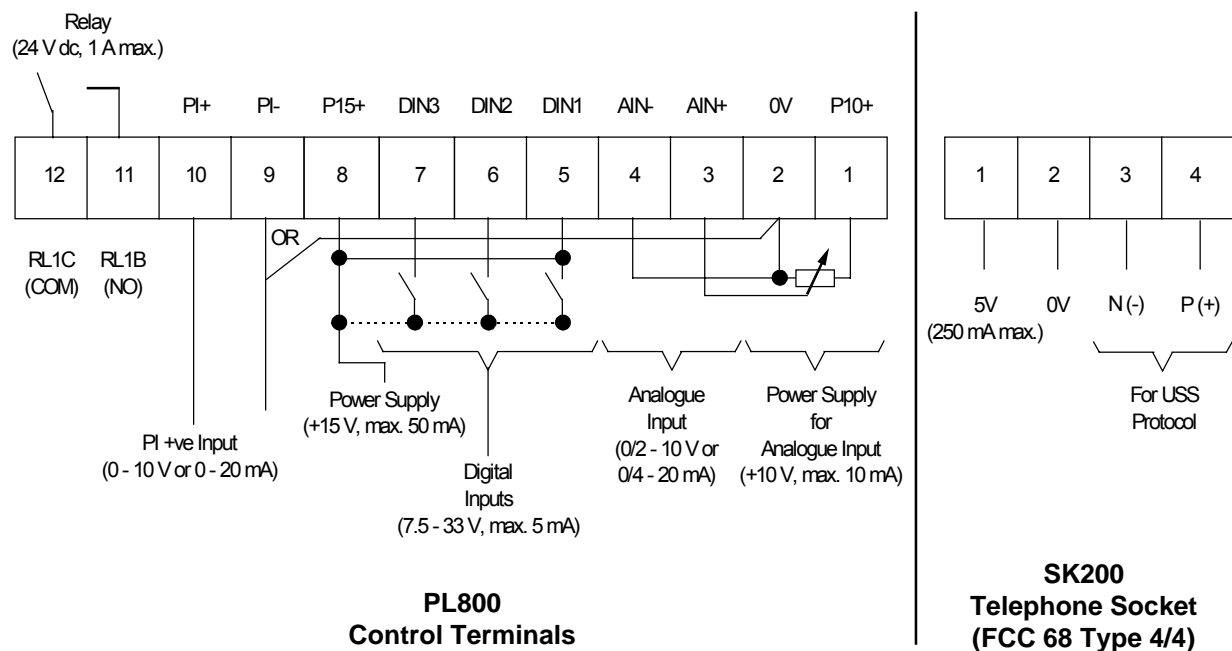 Relay
(24 V dc, 1 A max.)
PI+ PI- P15+ DIN3 DIN2 DIN1 AIN- AIN+ 0V P10+
12 11 10 9 8 7 6 5 4 3 2 1
1 2 3 4
OR
RL1C
(COM)
RL1B
(NO)
5V
(250 mA max.)
0V
N (-)
P (+)
PI +ve Input
(0 - 10 V or 0 - 20 mA)
Power Supply
(+15 V, max. 50 mA)
Digital
Inputs
(7.5 - 33 V, max. 5 mA)
Analogue
Input
(0/2 - 10 V or
0/4 - 20 mA)
Power Supply
for
Analogue Input
(+10 V, max. 10 mA)
For USS
Protocol
PL800
Control Terminals
SK200
Telephone Socket
(FCC 68 Type 4/4)